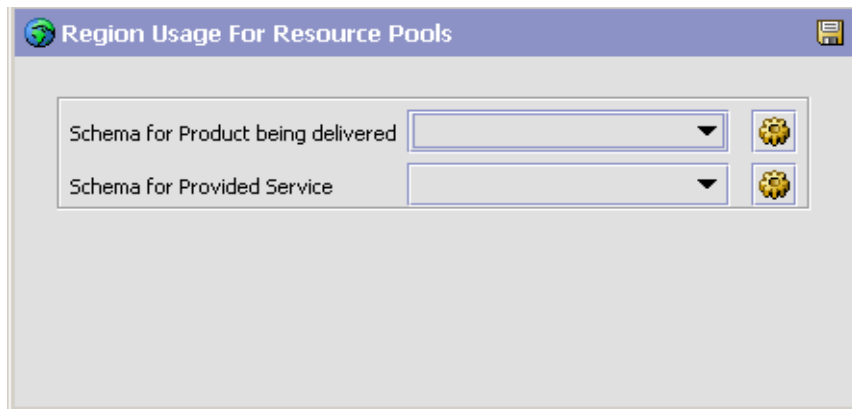 Region Usage For Resource Pools
Schema for Product being delivered
Schema for Provided Service